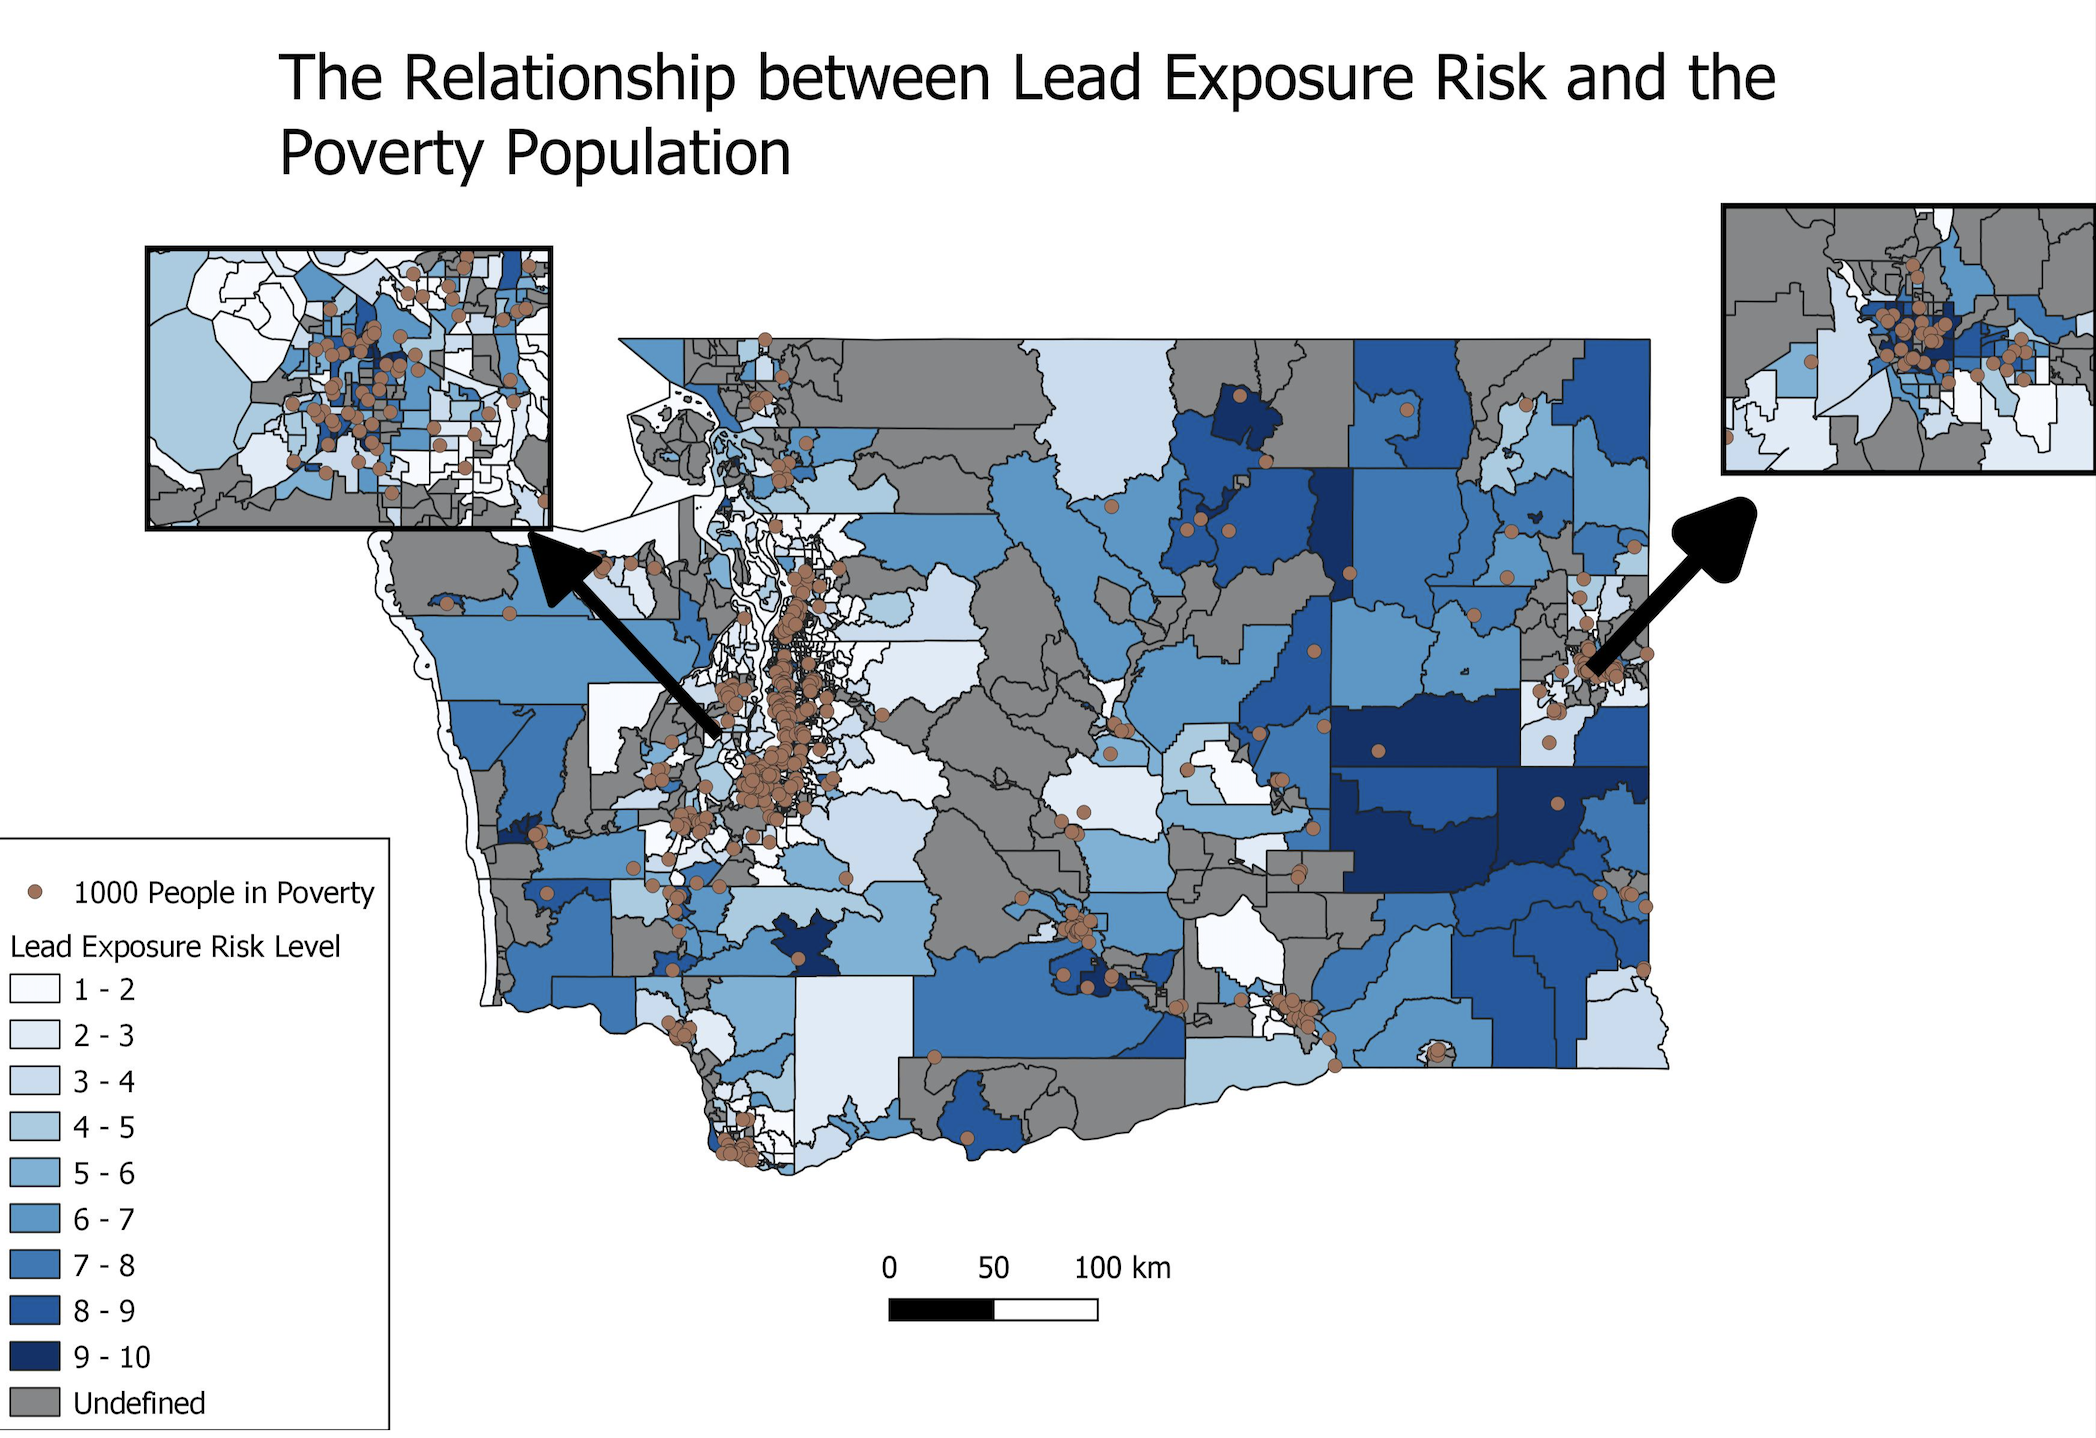 The Relationship between Lead Exposure Risk and the
Poverty Population
1000 People in Poverty
Lead Exposure Risk Level
1 - 2
2 - 3
3 - 4
4 - 5
5 - 6
6 - 7
7 - 8
8 - 9
9 - 10
Undefined
0 50 100 km